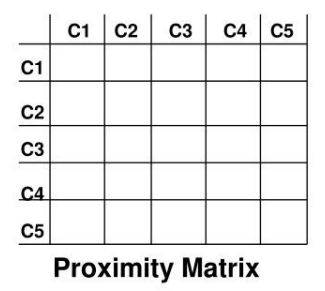 C1 C2 C3 C4 C5
C1
C2
C3
C4
C5
Proximity Matrix